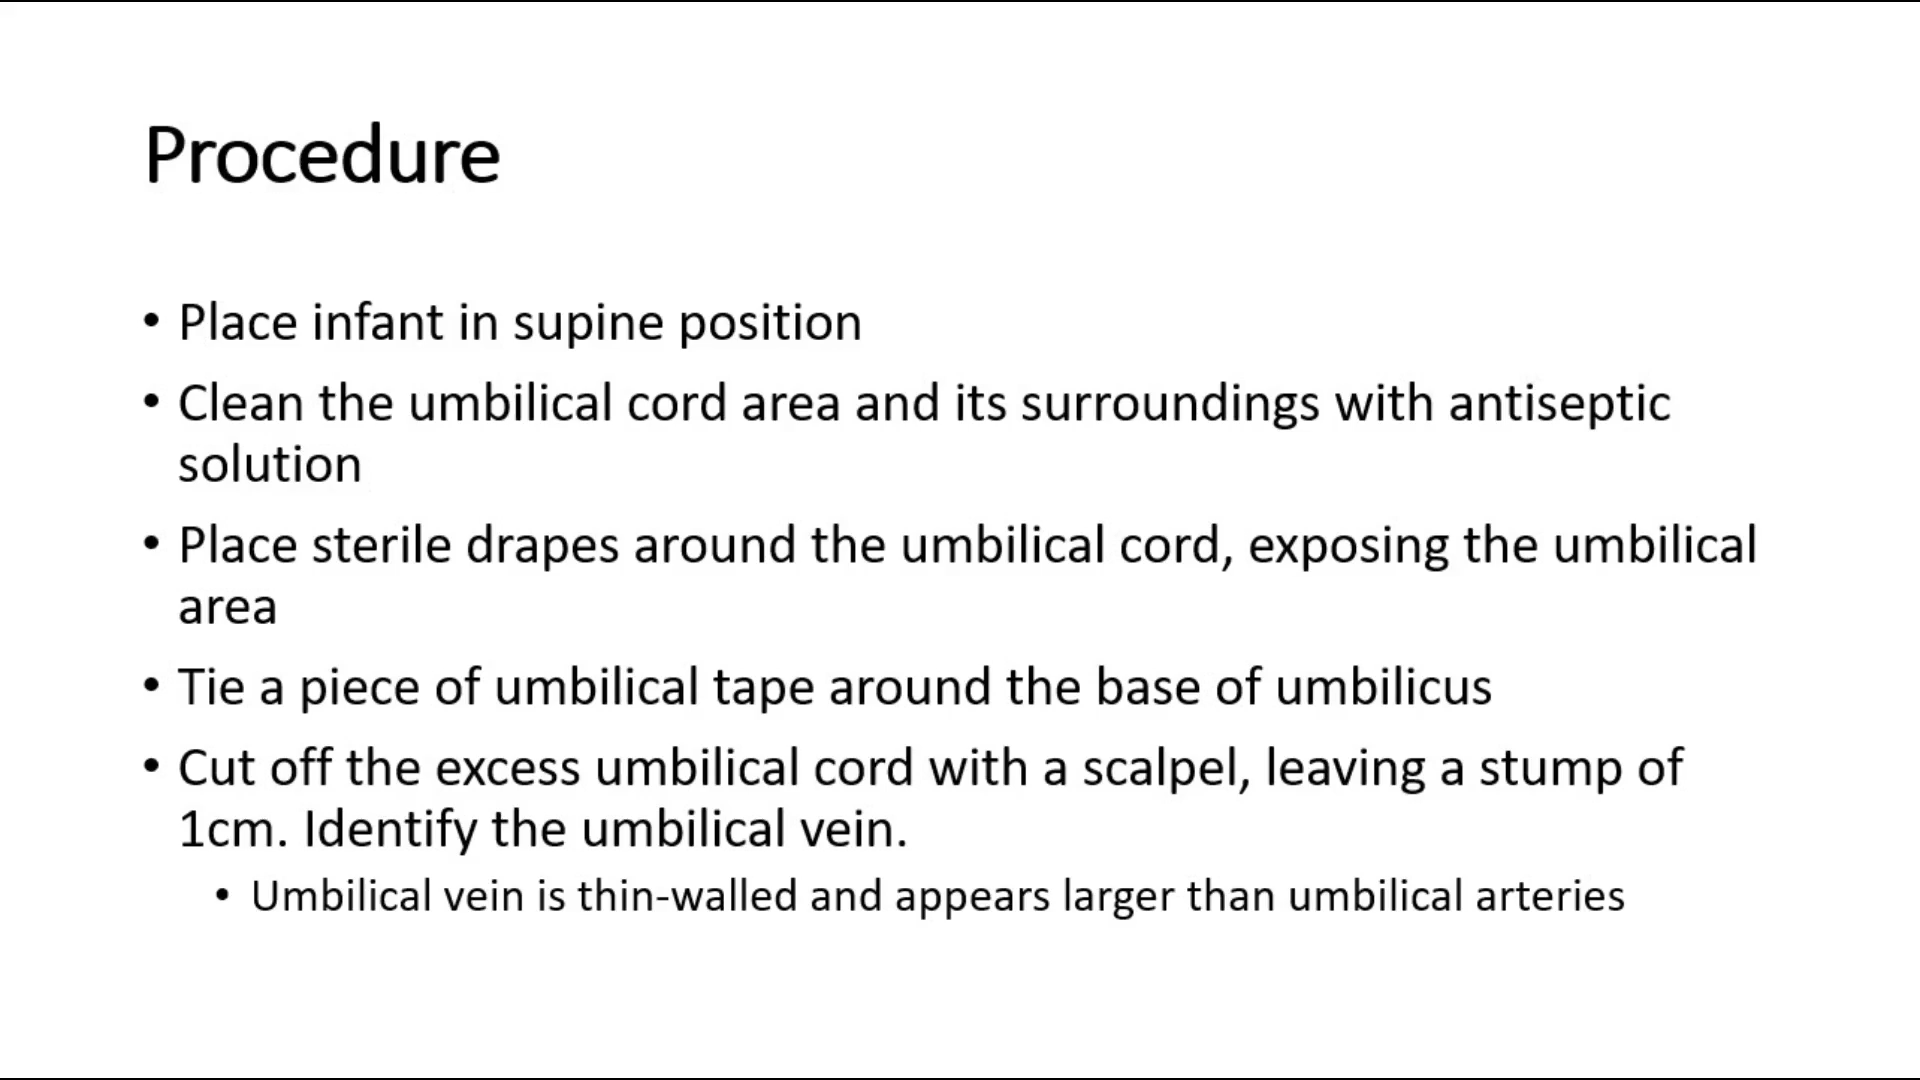 Procedure
• Place infant in supine position
• Clean the umbilical cord area and its surroundings with antiseptic
solution
• Place sterile drapes around the umbilical cord, exposing the umbilical
area
• Tie a piece of umbilical tape around the base of umbilicus
• Cut off the excess umbilical cord with a scalpel, leaving a stump of
1cm. Identify the umbilical vein.
• Umbilical vein is thin-walled and appears larger than umbilical arteries